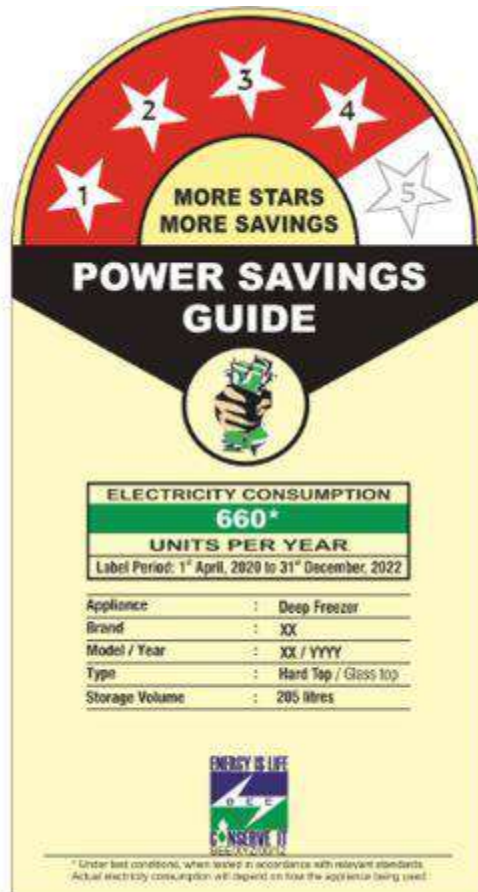 1
2
3
4
5
MORE STARS
MORE SAVINGS
POWER SAVINGS
GUIDE
ELECTRICITY CONSUMPTION
660*
UNITS PER YEAR
Label Period: 1st April, 2020 to 31st December, 2022
Appliance : Deep Freezer
Brand : XX
Model / Year : XX / YYYY
Type : Hard Top / Glass top
Storage Volume : 205 litres
ENERGY IS LIFE
BEE
CONSERVE IT
* Under test conditions, when tested in accordance with relevant standards.
Actual electricity consumption will depend on how the appliance being used